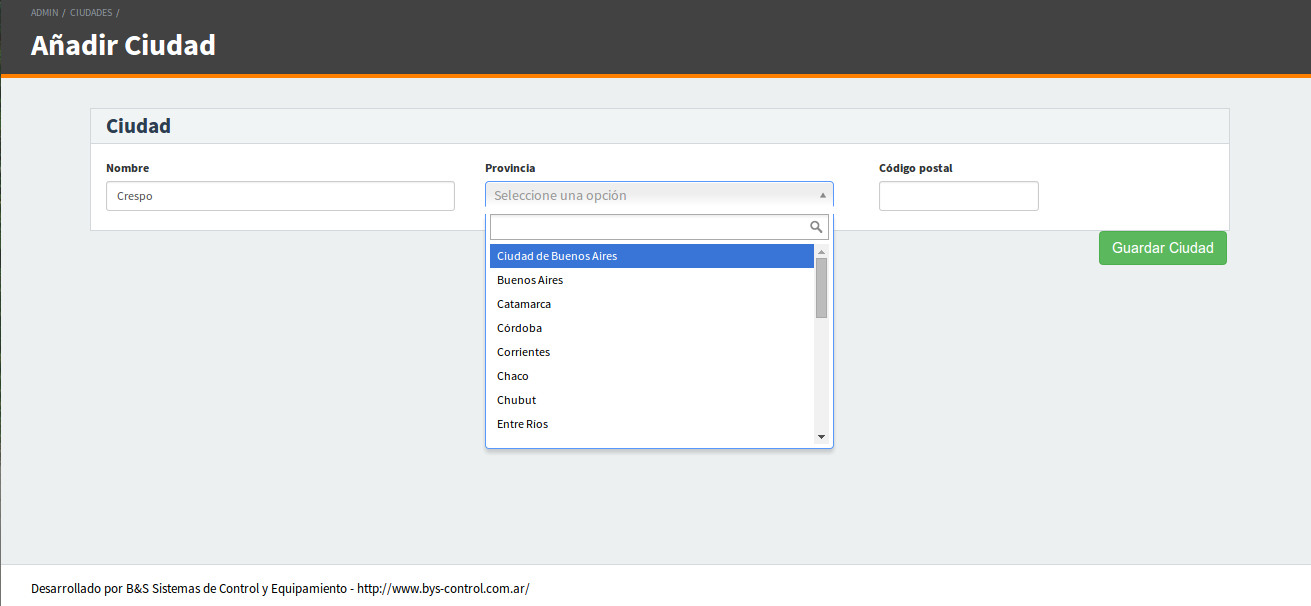 ADMIN / CIUDADES /
Añadir Ciudad
Ciudad
Nombre Provincia Código postal
Crespo Seleccione una opción
Guardar Ciudad
Ciudad de Buenos Aires
Buenos Aires
Catamarca
Córdoba
Corrientes
Chaco
Chubut
Entre Ríos
Desarrollado por B&S Sistemas de Control y Equipamiento - http://www.bys-control.com.ar/